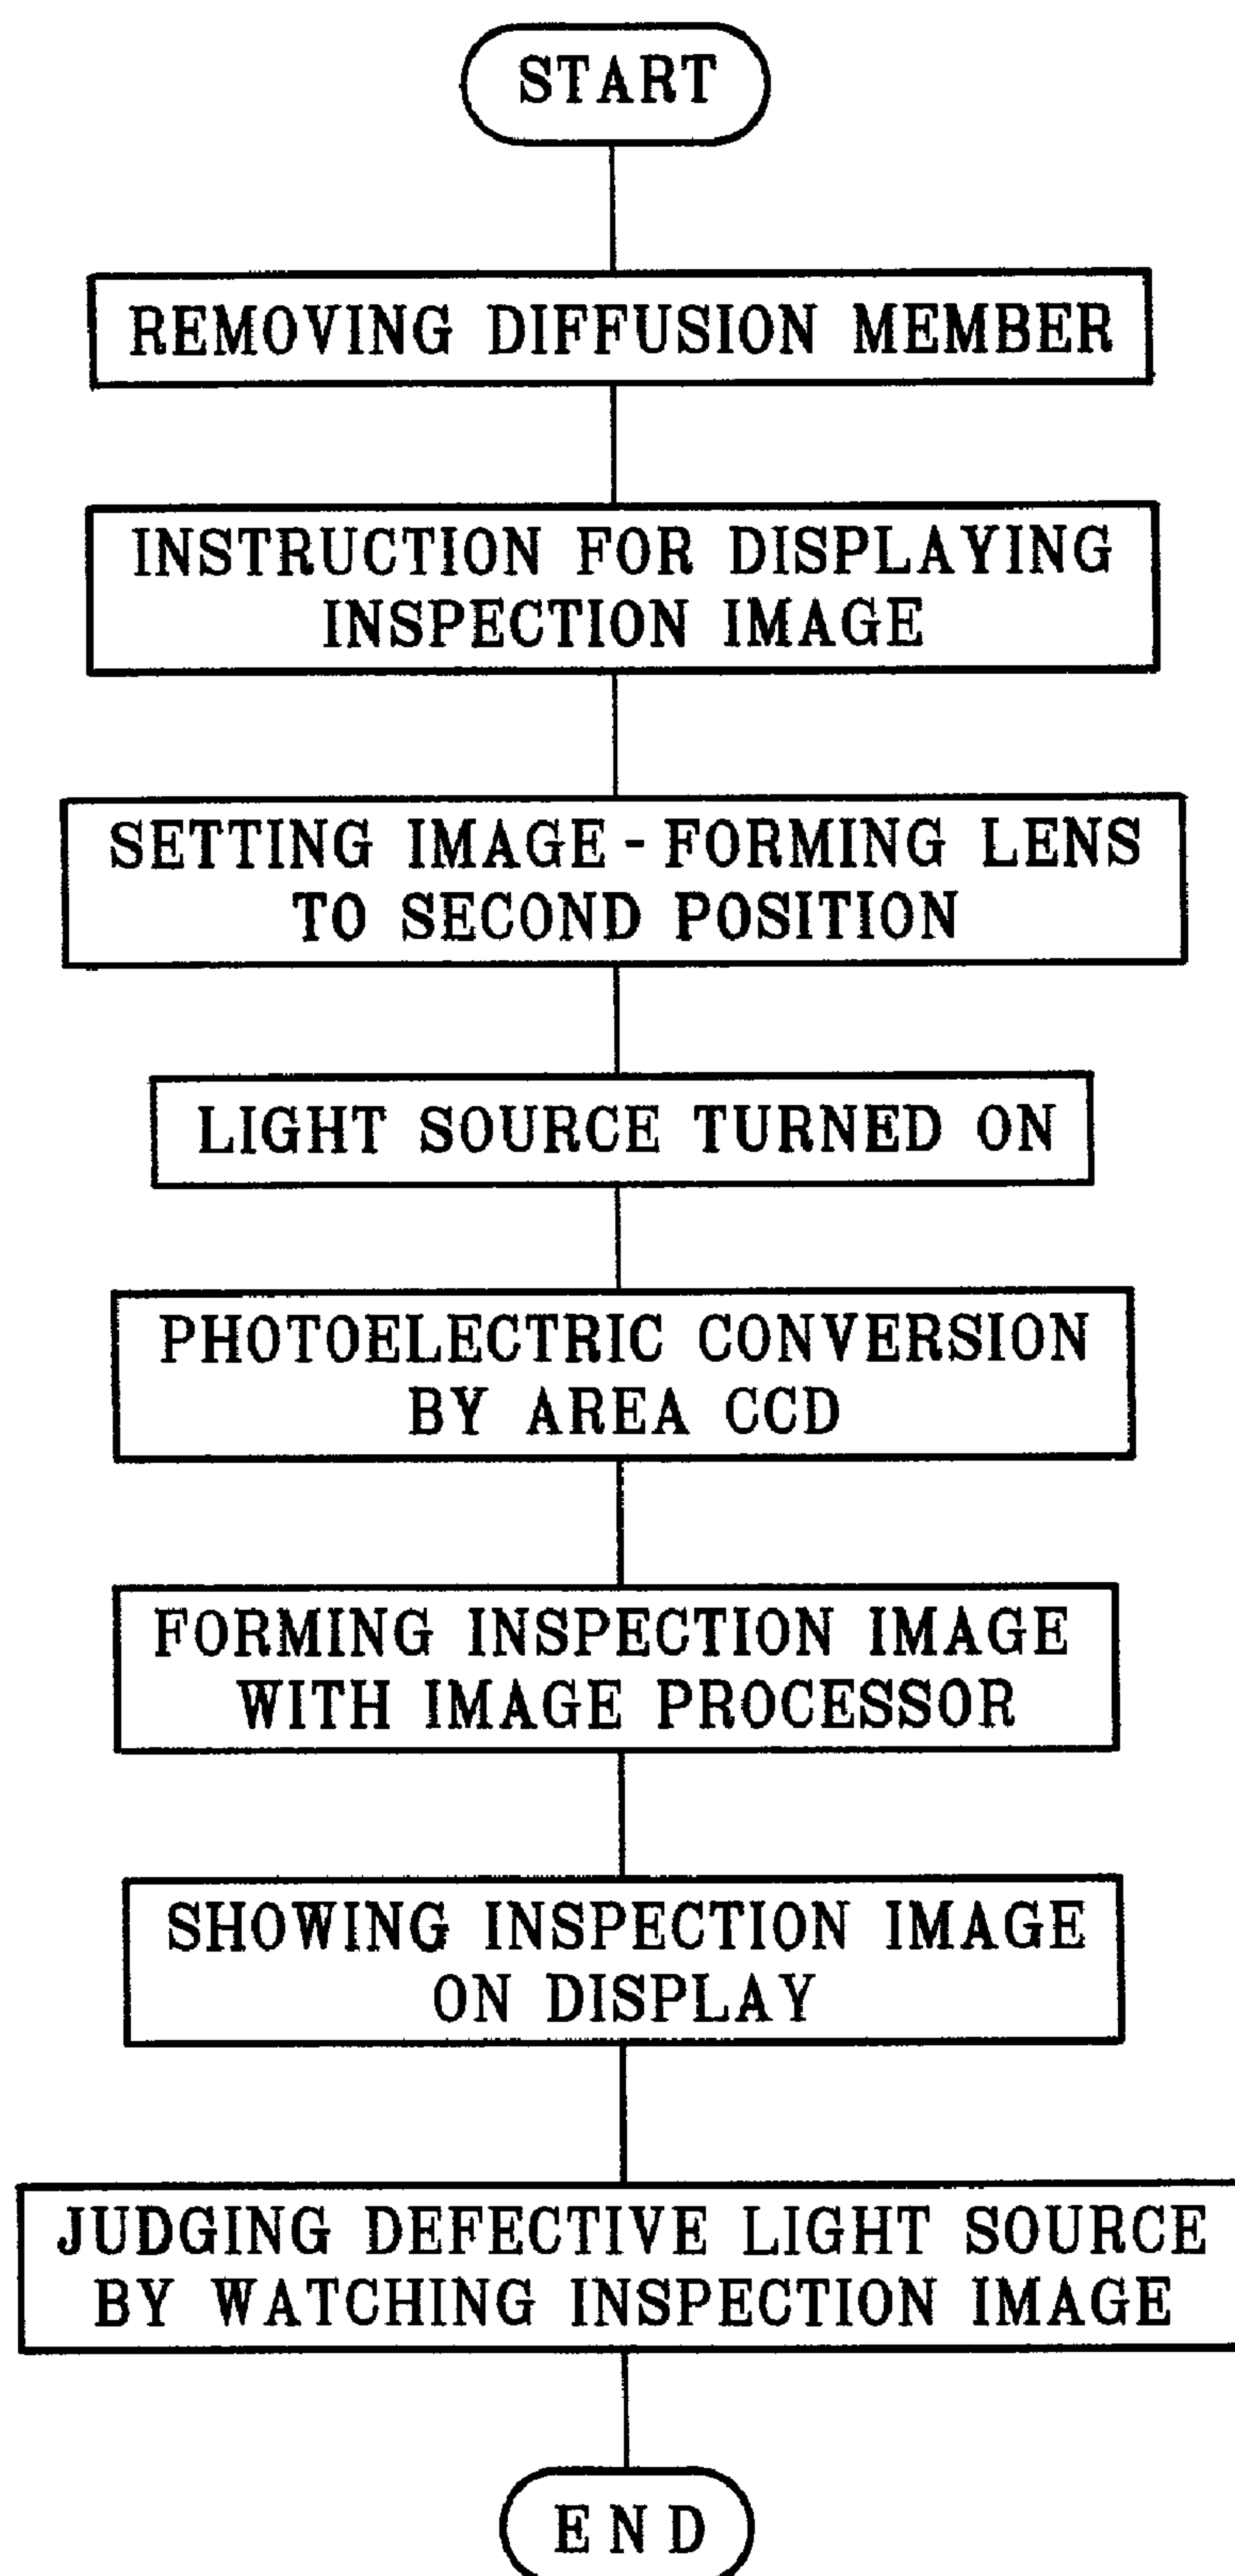 START
REMOVING DIFFUSION MEMBER
INSTRUCTION FOR DISPLAYING
INSPECTION IMAGE
SETTING IMAGE-FORMING LENS
TO SECOND POSITION
LIGHT SOURCE TURNED ON
PHOTOELECTRIC CONVERSION
BY AREA CCD
FORMING INSPECTION IMAGE
WITH IMAGE PROCESSOR
SHOWING INSPECTION IMAGE
ON DISPLAY
JUDGING DEFECTIVE LIGHT SOURCE
BY WATCHING INSPECTION IMAGE
END